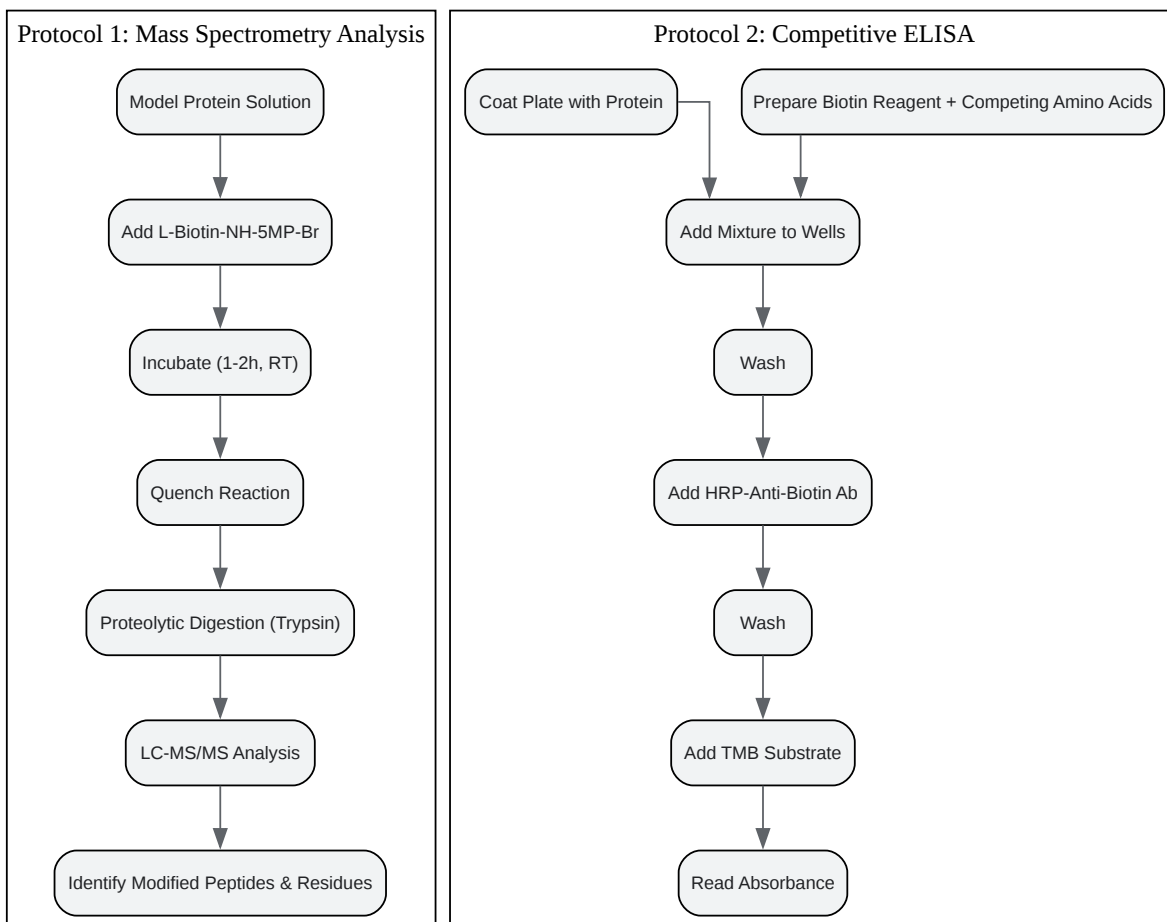 Protocol 1: Mass Spectrometry Analysis
Model Protein Solution
Add L-Biotin-NH-5MP-Br
Incubate (1-2h, RT)
Quench Reaction
Proteolytic Digestion (Trypsin)
LC-MS/MS Analysis
Identify Modified Peptides & Residues
Protocol 2: Competitive ELISA
Coat Plate with Protein
Prepare Biotin Reagent + Competing Amino Acids
Add Mixture to Wells
Wash
Add HRP-Anti-Biotin Ab
Wash
Add TMB Substrate
Read Absorbance